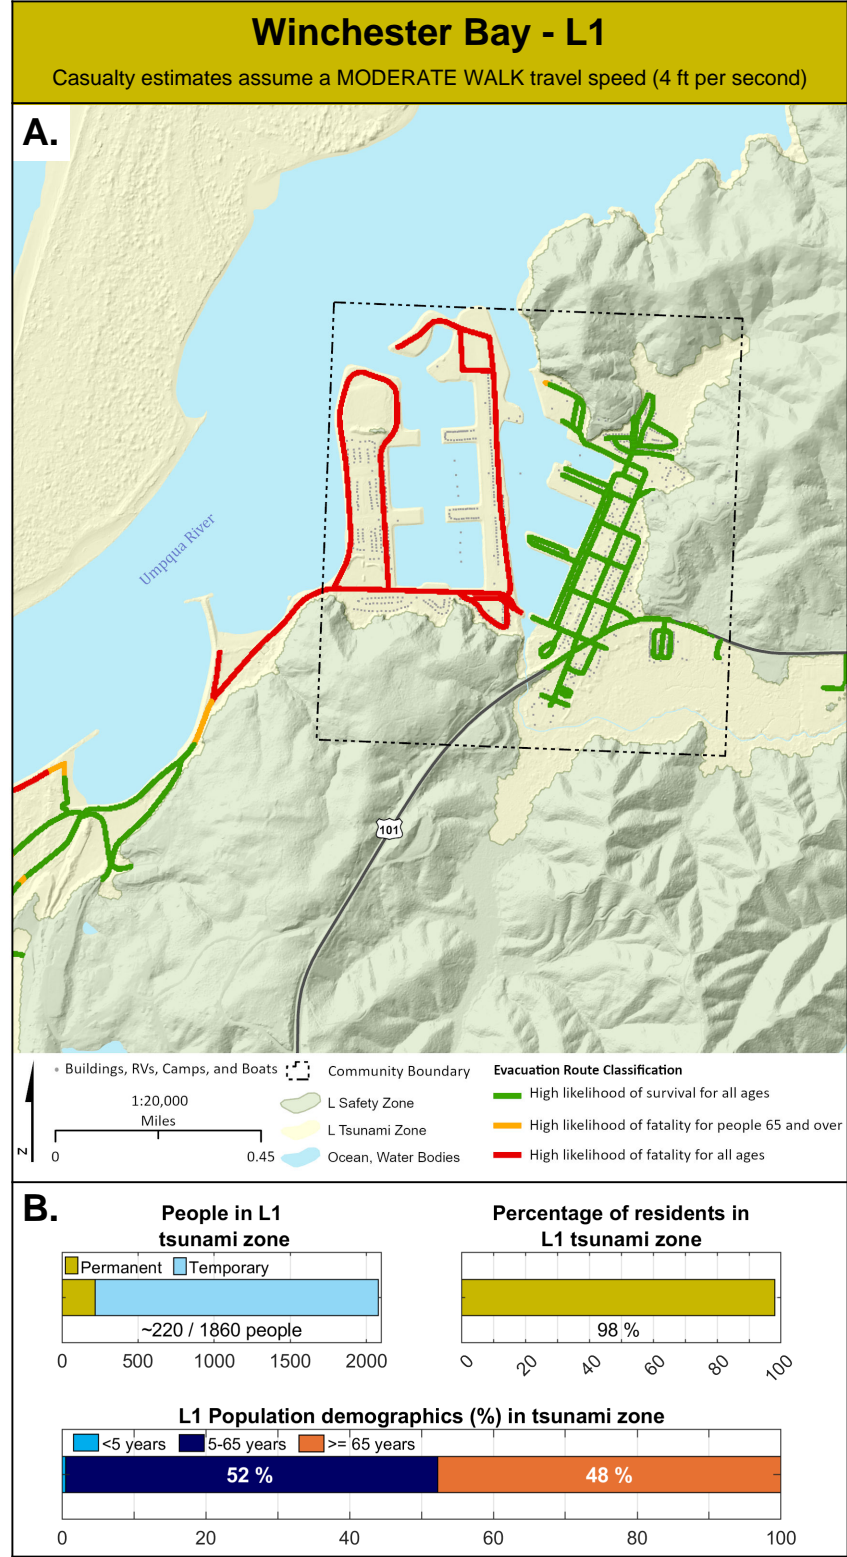 Winchester Bay - L1
Casualty estimates assume a MODERATE WALK travel speed (4 ft per second)
A.
Umpqua River
101
Buildings, RVs, Camps, and Boats
1:20,000
Miles
0 0.45
N
Community Boundary
L Safety Zone
L Tsunami Zone
Ocean, Water Bodies
Evacuation Route Classification
High likelihood of survival for all ages
High likelihood of fatality for people 65 and over
High likelihood of fatality for all ages
B.
People in L1
tsunami zone
Permanent Temporary
~220 / 1860 people
0 500 1000 1500 2000
Percentage of residents in
L1 tsunami zone
98 %
0 20 40 60 80 100
L1 Population demographics (%) in tsunami zone
<5 years 5-65 years >= 65 years
52 % 48 %
0 20 40 60 80 100